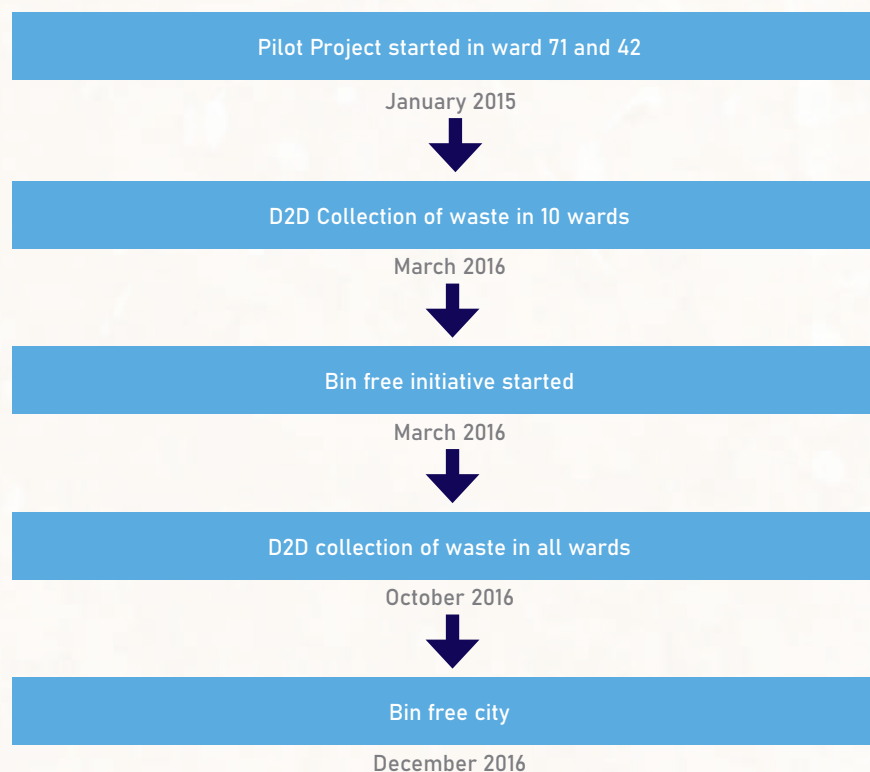 Pilot Project started in ward 71 and 42
January 2015
D2D Collection of waste in 10 wards
March 2016
Bin free initiative started
March 2016
D2D collection of waste in all wards
October 2016
Bin free city
December 2016